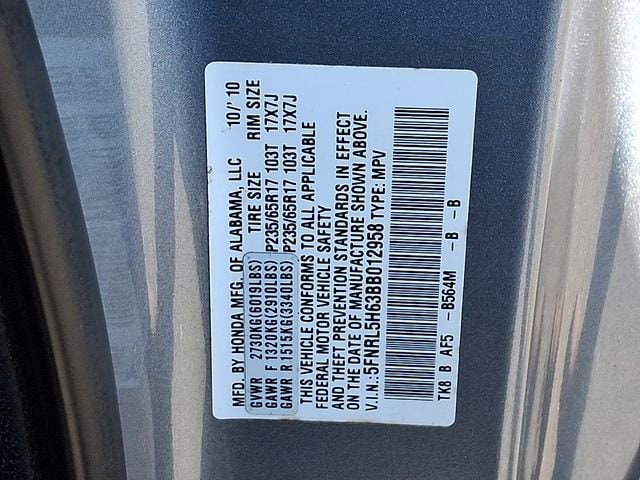 MFD. BY HONDA MFG. OF ALABAMA, LLC 10/'10
GVWR 2730KG(6019LBS) TIRE SIZE RIM SIZE
GAWR F 1320KG(2910LBS) P235/65R17 103T 17X7J
GAWR R 1515KG(3340LBS) P235/65R17 103T 17X7J
THIS VEHICLE CONFORMS TO ALL APPLICABLE
FEDERAL MOTOR VEHICLE SAFETY
AND THEFT PREVENTION STANDARDS IN EFFECT
ON THE DATE OF MANUFACTURE SHOWN ABOVE.
V.I.N.:5FNRL5H63BB012958 TYPE: MPV
TK8 B AF5 -B564M -B -B